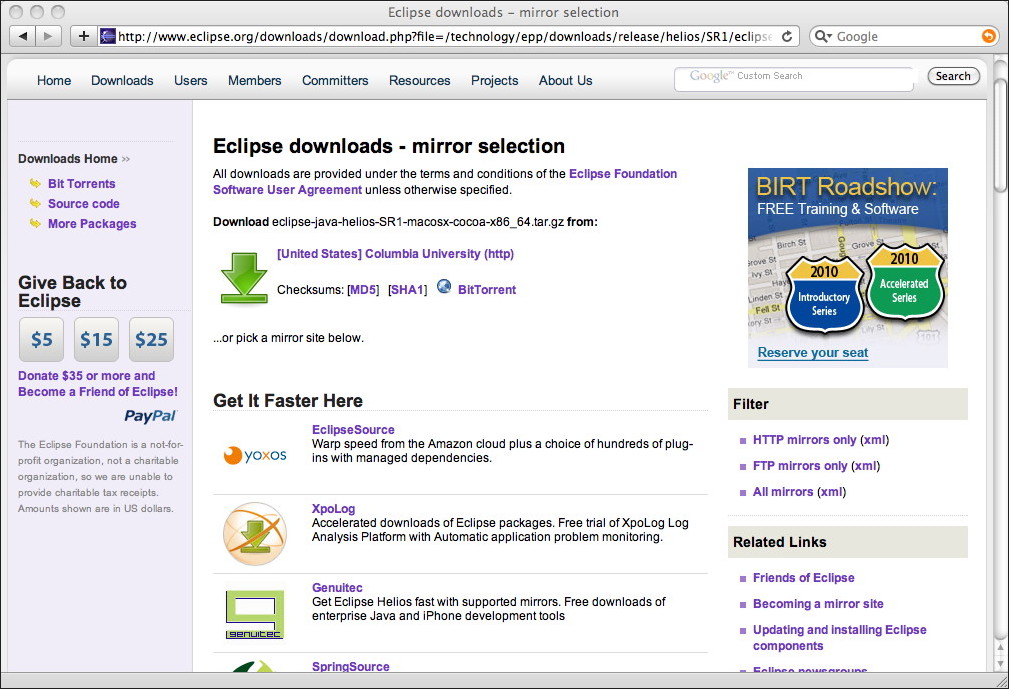 Eclipse downloads - mirror selection
http://www.eclipse.org/downloads/download.php?file=/technology/epp/downloads/release/helios/SR1/eclipse
Google
Home Downloads Users Members Committers Resources Projects About Us
Google™ Custom Search
Search
Downloads Home >>
Bit Torrents
Source code
More Packages
Give Back to
Eclipse
$5 $15 $25
Donate $35 or more and
Become a Friend of Eclipse!
PayPal
The Eclipse Foundation is a not-for-
profit organization, not a charitable
organization, so we are unable to
provide charitable tax receipts.
Amounts shown are in US dollars.
Eclipse downloads - mirror selection
All downloads are provided under the terms and conditions of the Eclipse Foundation
Software User Agreement unless otherwise specified.
Download eclipse-java-helios-SR1-macosx-cocoa-x86_64.tar.gz from:
[United States] Columbia University (http)
Checksums: [MD5] [SHA1] BitTorrent
...or pick a mirror site below.
Get It Faster Here
yoxos
EclipseSource
Warp speed from the Amazon cloud plus a choice of hundreds of plug-
ins with managed dependencies.
XpoLog
Accelerated downloads of Eclipse packages. Free trial of XpoLog Log
Analysis Platform with Automatic application problem monitoring.
genuitec
Genuitec
Get Eclipse Helios fast with supported mirrors. Free downloads of
enterprise Java and iPhone development tools
SpringSource
BIRT Roadshow:
FREE Training & Software
Birch St
Grove St
Fell St
Lily St
101
2010
Introductory
Series
2010
Accelerated
Series
Reserve your seat
Filter
HTTP mirrors only (xml)
FTP mirrors only (xml)
All mirrors (xml)
Related Links
Friends of Eclipse
Becoming a mirror site
Updating and installing Eclipse
components
Eclipse newsgroups